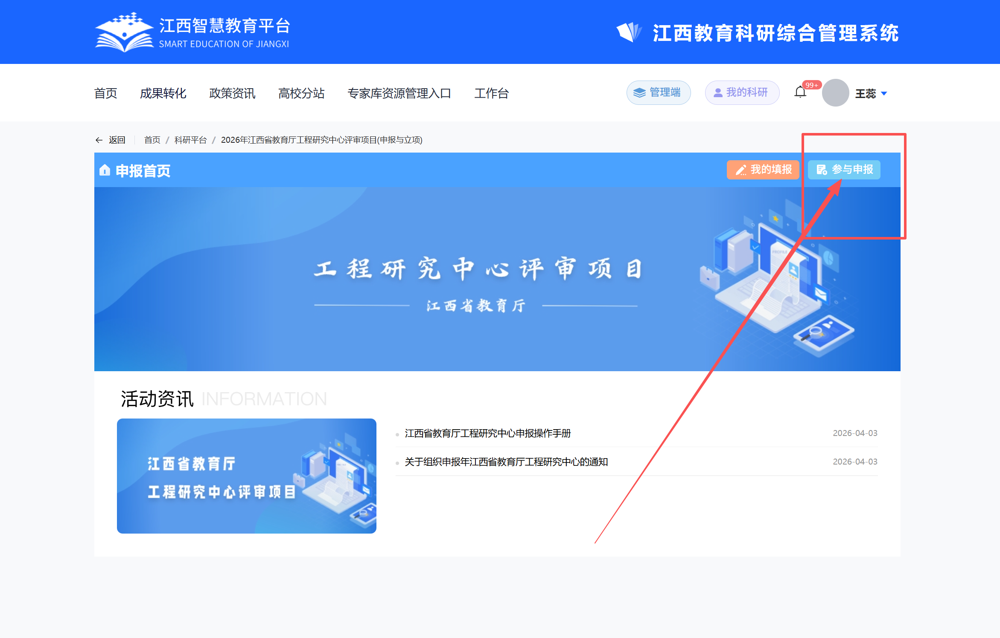 江西智慧教育平台
SMART EDUCATION OF JIANGXI
江西教育科研综合管理系统
首页 成果转化 政策资讯 高校分站 专家库资源管理入口 工作台 管理端 我的科研 99+ 王蕊
返回 首页 / 科研平台 / 2026年江西省教育厅工程研究中心评审项目(申报与立项)
申报首页 我的填报 参与申报
PROFILE
工程研究中心评审项目
江西省教育厅
活动资讯 INFORMATION
江西省教育厅
工程研究中心评审项目
江西省教育厅工程研究中心申报操作手册 2026-04-03
关于组织申报年江西省教育厅工程研究中心的通知 2026-04-03